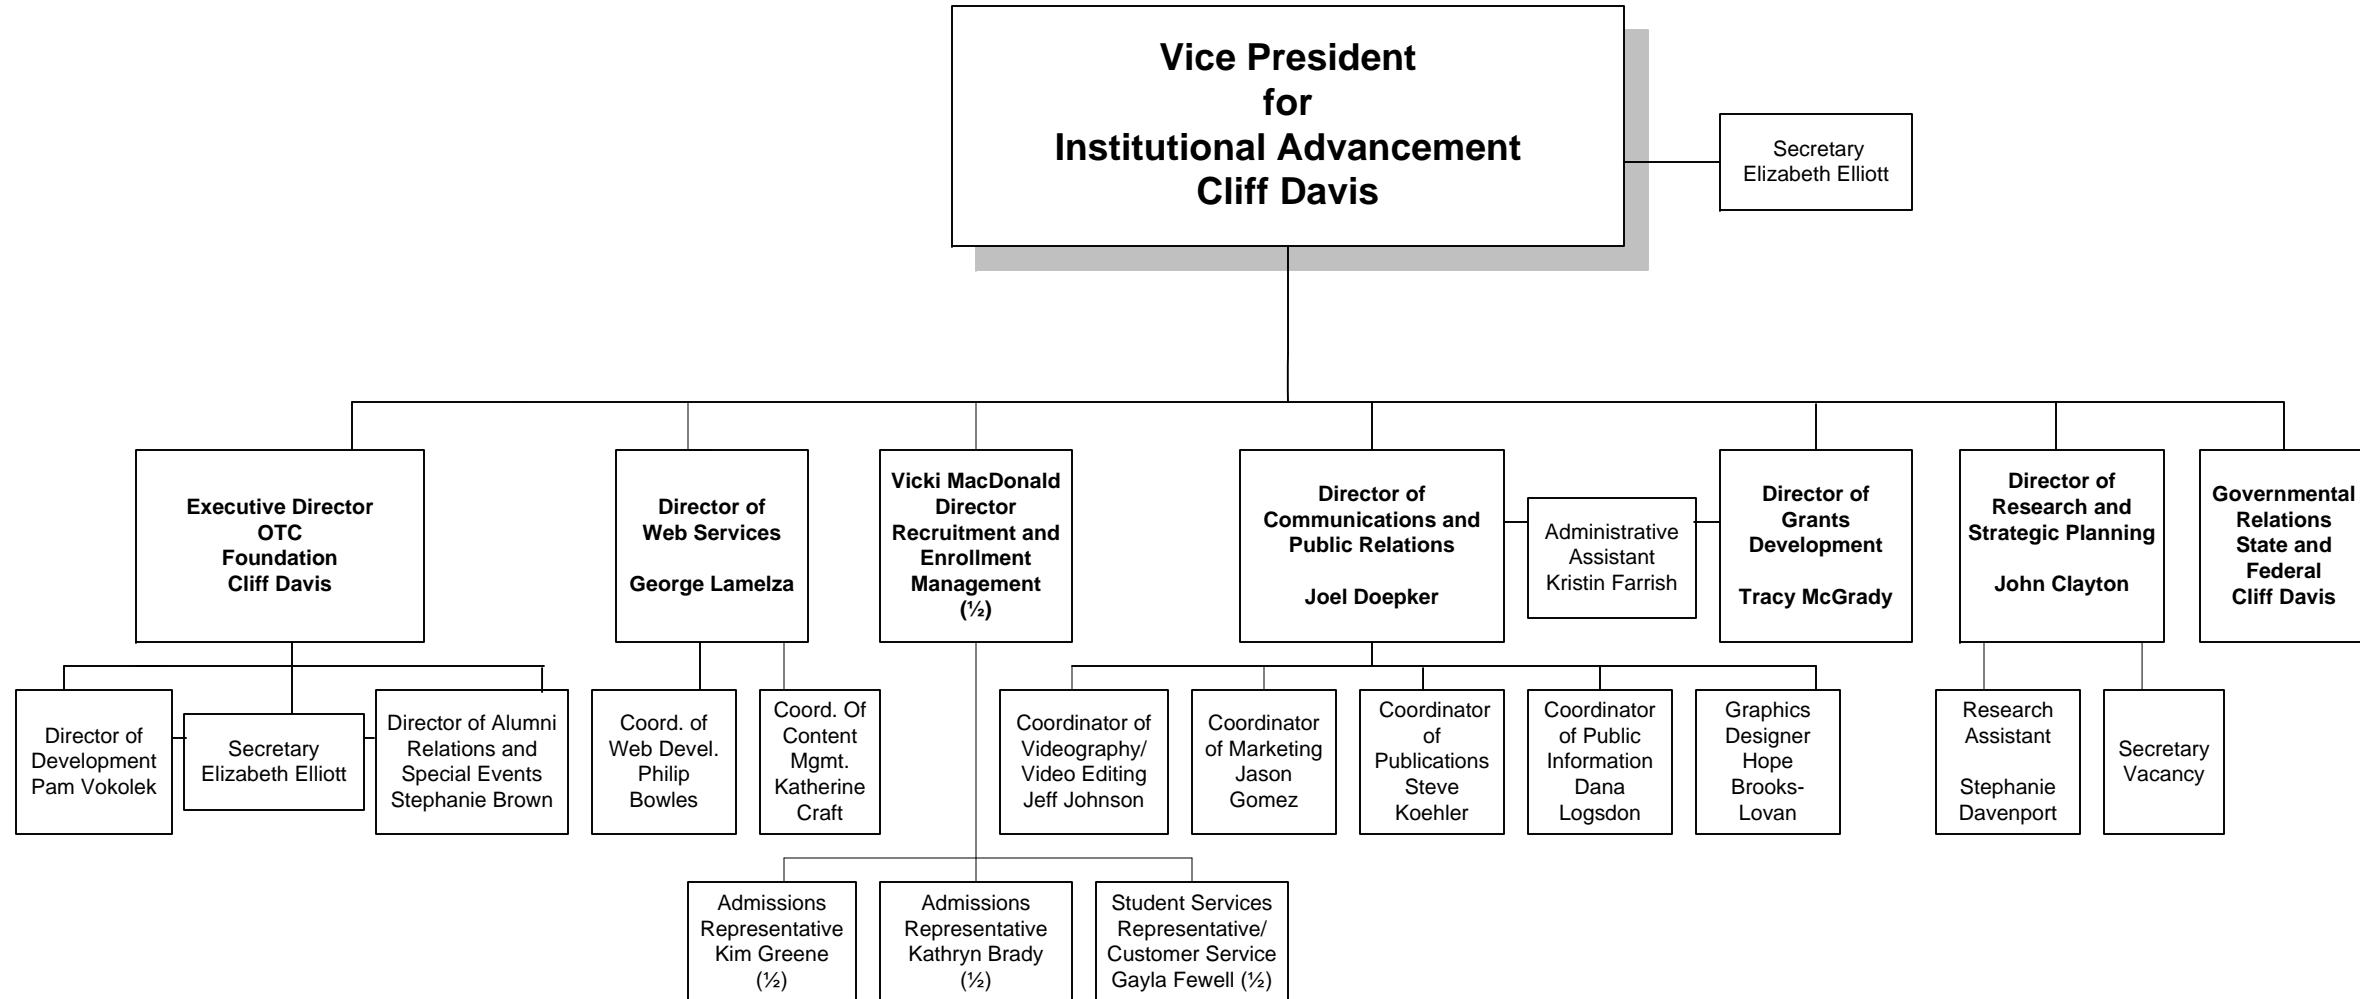 Vice President
for
Institutional Advancement
Cliff Davis
Secretary
Elizabeth Elliott
Executive Director
OTC
Foundation
Cliff Davis
Director of
Web Services
George Lamelza
Vicki MacDonald
Director
Recruitment and
Enrollment
Management
(½)
Director of
Communications and
Public Relations
Joel Doepker
Administrative
Assistant
Kristin Farrish
Director of
Grants
Development
Tracy McGrady
Director of
Research and
Strategic Planning
John Clayton
Governmental
Relations
State and
Federal
Cliff Davis
Director of
Development
Pam Vokolek
Secretary
Elizabeth Elliott
Director of Alumni
Relations and
Special Events
Stephanie Brown
Coord. of
Web Devel.
Philip
Bowles
Coord. Of
Content
Mgmt.
Katherine
Craft
Coordinator of
Videography/
Video Editing
Jeff Johnson
Coordinator
of Marketing
Jason
Gomez
Coordinator
of
Publications
Steve
Koehler
Coordinator
of Public
Information
Dana
Logsdon
Graphics
Designer
Hope
Brooks-
Lovan
Research
Assistant
Stephanie
Davenport
Secretary
Vacancy
Admissions
Representative
Kim Greene
(½)
Admissions
Representative
Kathryn Brady
(½)
Student Services
Representative/
Customer Service
Gayla Fewell (½)